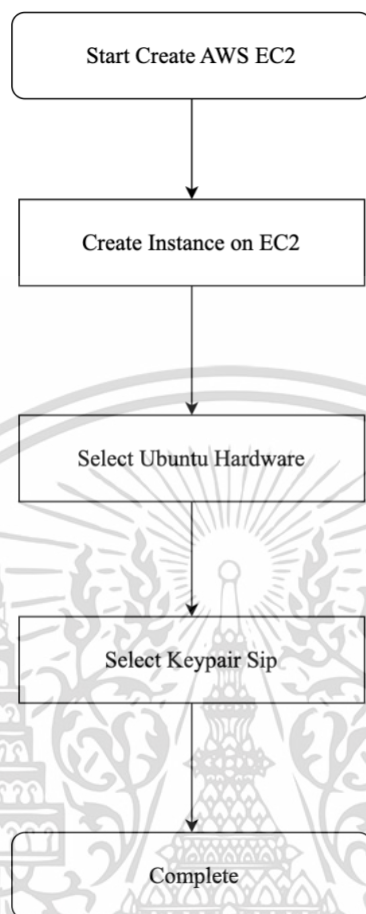 Start Create AWS EC2
Create Instance on EC2
Select Ubuntu Hardware
Select Keypair Sip
Complete